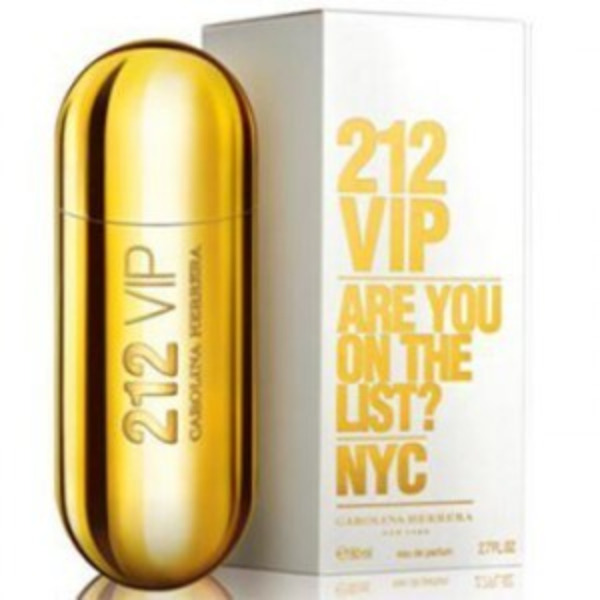 212 VIP
CAROLINA HERRERA
212
VIP
ARE YOU
ON THE
LIST?
NYC
CAROLINA HERRERA
NEW YORK
℮80ml eau de parfum 2.7FL.OZ